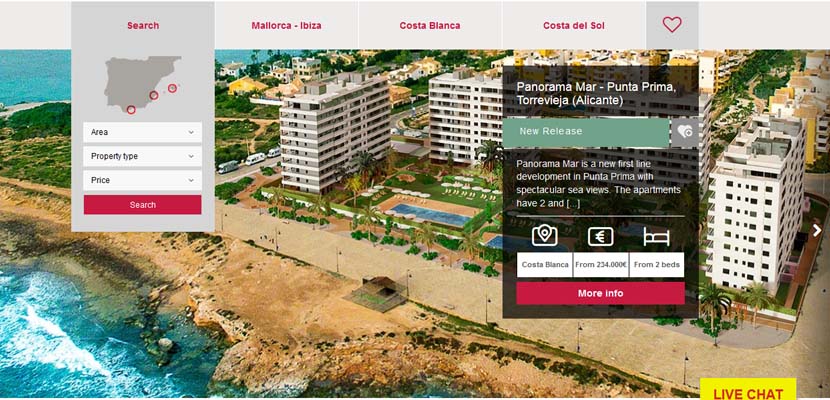 Search
Mallorca - Ibiza
Costa Blanca
Costa del Sol
Area
Property type
Price
Search
Panorama Mar - Punta Prima,
Torrevieja (Alicante)
New Release
Panorama Mar is a new first line
development in Punta Prima with
spectacular sea views. The apartments
have 2 and [...]
Costa Blanca
From 234.000€
From 2 beds
More info
LIVE CHAT